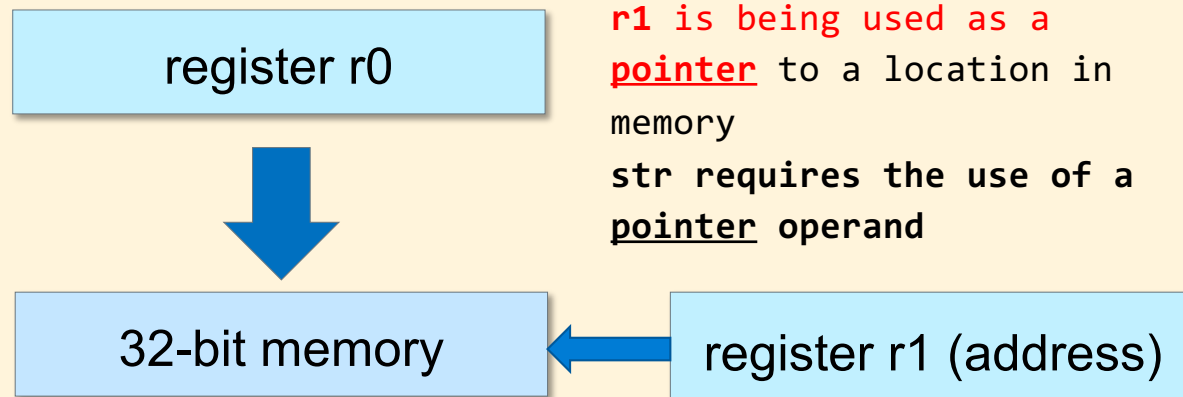 register r0
r1 is being used as a
pointer to a location in
memory
str requires the use of a
pointer operand
32-bit memory
register r1 (address)